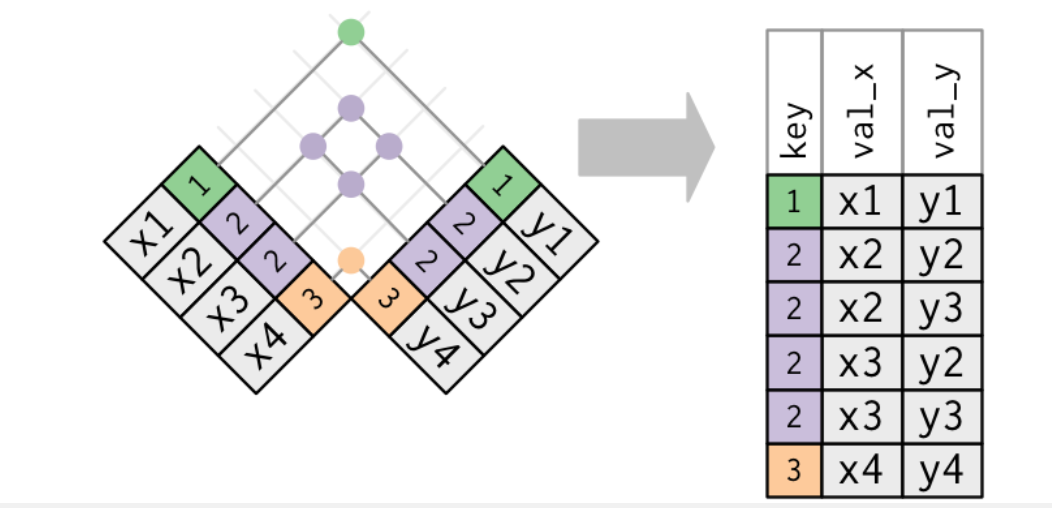 1 x1
2 x2
2 x3
3 x4
1 y1
2 y2
2 y3
3 y4
key val_x val_y
1 x1 y1
2 x2 y2
2 x2 y3
2 x3 y2
2 x3 y3
3 x4 y4